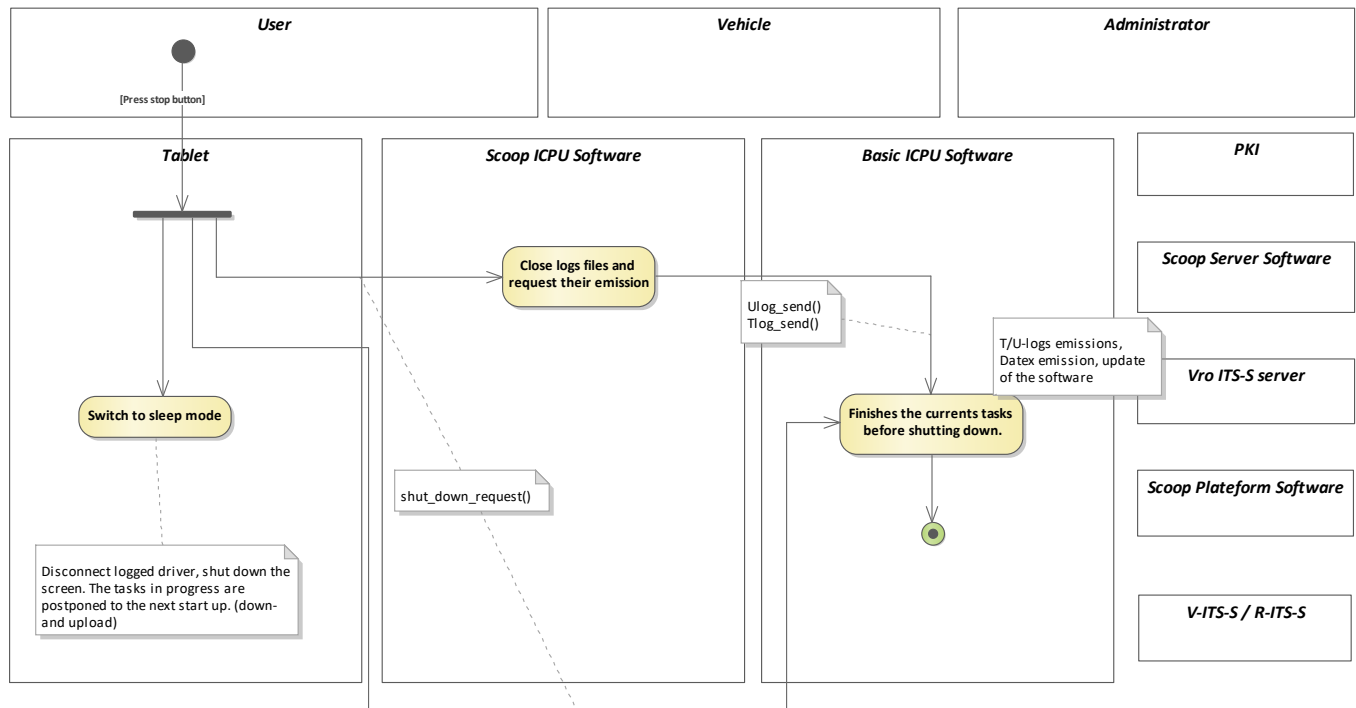 User
Vehicle
Administrator
[Press stop button]
Tablet
Scoop ICPU Software
Basic ICPU Software
PKI
Scoop Server Software
Vro ITS-S server
Scoop Plateform Software
V-ITS-S / R-ITS-S
Close logs files and
request their emission
Ulog_send()
Tlog_send()
T/U-logs emissions,
Datex emission, update
of the software
Switch to sleep mode
Finishes the currents tasks
before shutting down.
shut_down_request()
Disconnect logged driver, shut down the
screen. The tasks in progress are
postponed to the next start up. (down-
and upload)